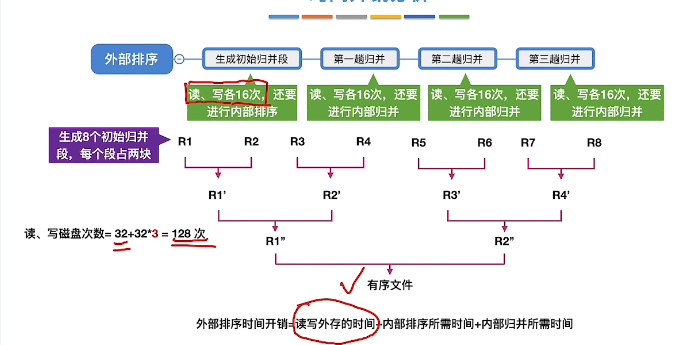 外部排序
生成初始归并段
第一趟归并
第二趟归并
第三趟归并
读、写各16次，还要
进行内部排序
读、写各16次，还要
进行内部归并
读、写各16次，还要
进行内部归并
读、写各16次，还要
进行内部归并
生成8个初始归并
段，每个段占两块
R1 R2 R3 R4 R5 R6 R7 R8
R1’ R2’ R3’ R4’
读、写磁盘次数= 32+32*3 = 128 次
R1’’ R2’’
有序文件
外部排序时间开销=读写外存的时间+内部排序所需时间+内部归并所需时间